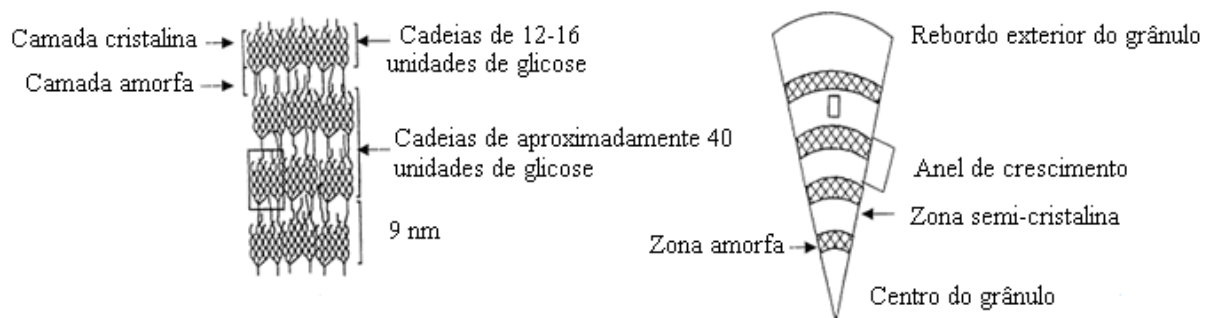 Camada cristalina
Camada amorfa
Cadeias de 12-16
unidades de glicose
Cadeias de aproximadamente 40
unidades de glicose
9 nm
Rebordo exterior do grânulo
Anel de crescimento
Zona semi-cristalina
Zona amorfa
Centro do grânulo